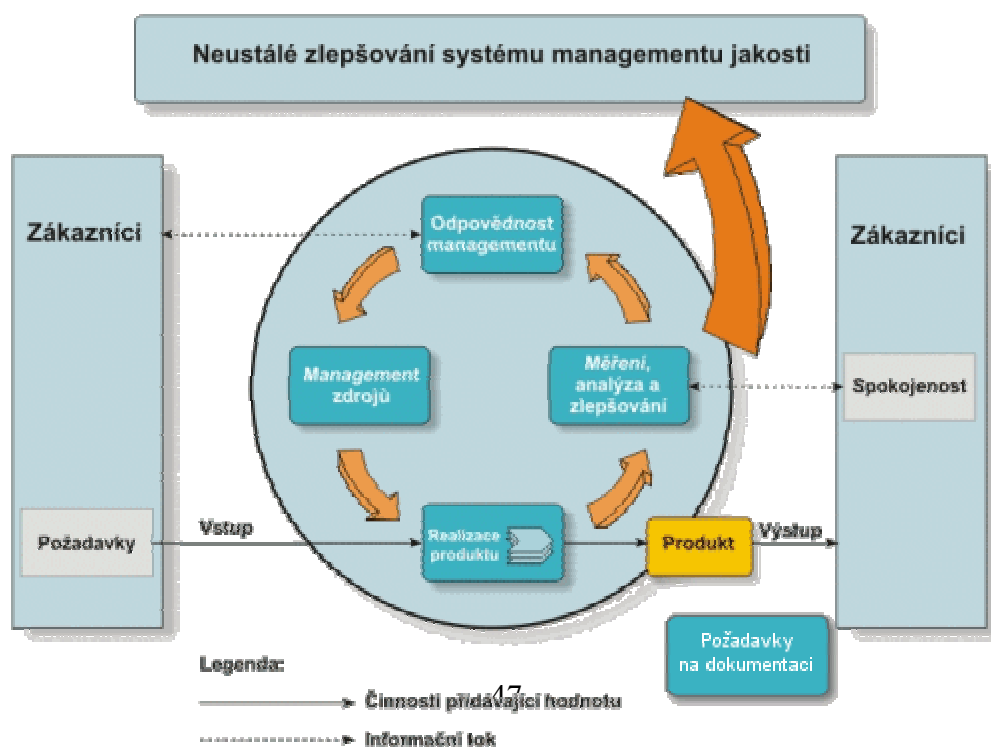 Neustálé zlepšování systému managementu jakosti
Zákazníci
Odpovědnost
managementu
Zákazníci
Management
zdrojů
Měření,
analýza a
zlepšování
Spokojenost
Požadavky
Vstup
Realizace
produktu
Produkt
Výstup
Požadavky
na dokumentaci
Legenda:
47
Činnosti přidávající hodnotu
Informační tok